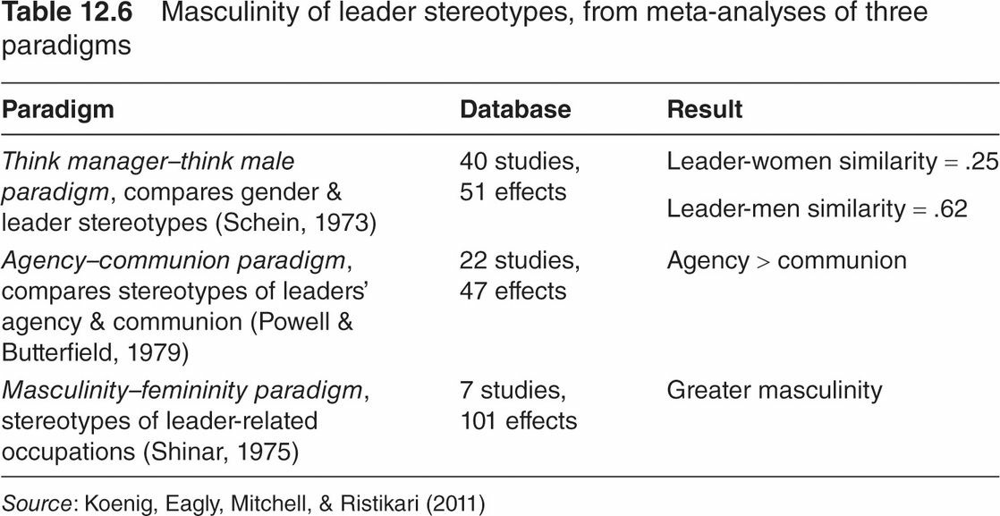 Table 12.6 Masculinity of leader stereotypes, from meta-analyses of three
paradigms
Paradigm Database Result
Think manager–think male
paradigm, compares gender &
leader stereotypes (Schein, 1973)
40 studies,
51 effects
Leader-women similarity = .25
Leader-men similarity = .62
Agency–communion paradigm,
compares stereotypes of leaders’
agency & communion (Powell &
Butterfield, 1979)
22 studies,
47 effects
Agency > communion
Masculinity–femininity paradigm,
stereotypes of leader-related
occupations (Shinar, 1975)
7 studies,
101 effects
Greater masculinity
Source: Koenig, Eagly, Mitchell, & Ristikari (2011)